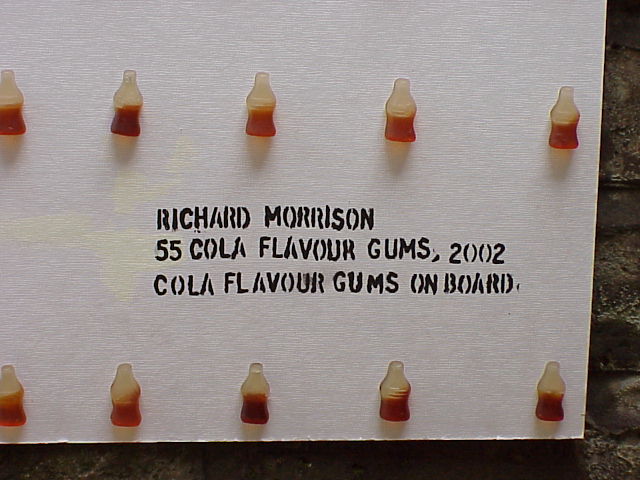 RICHARD MORRISON
55 COLA FLAVOUR GUMS, 2002
COLA FLAVOUR GUMS ON BOARD.